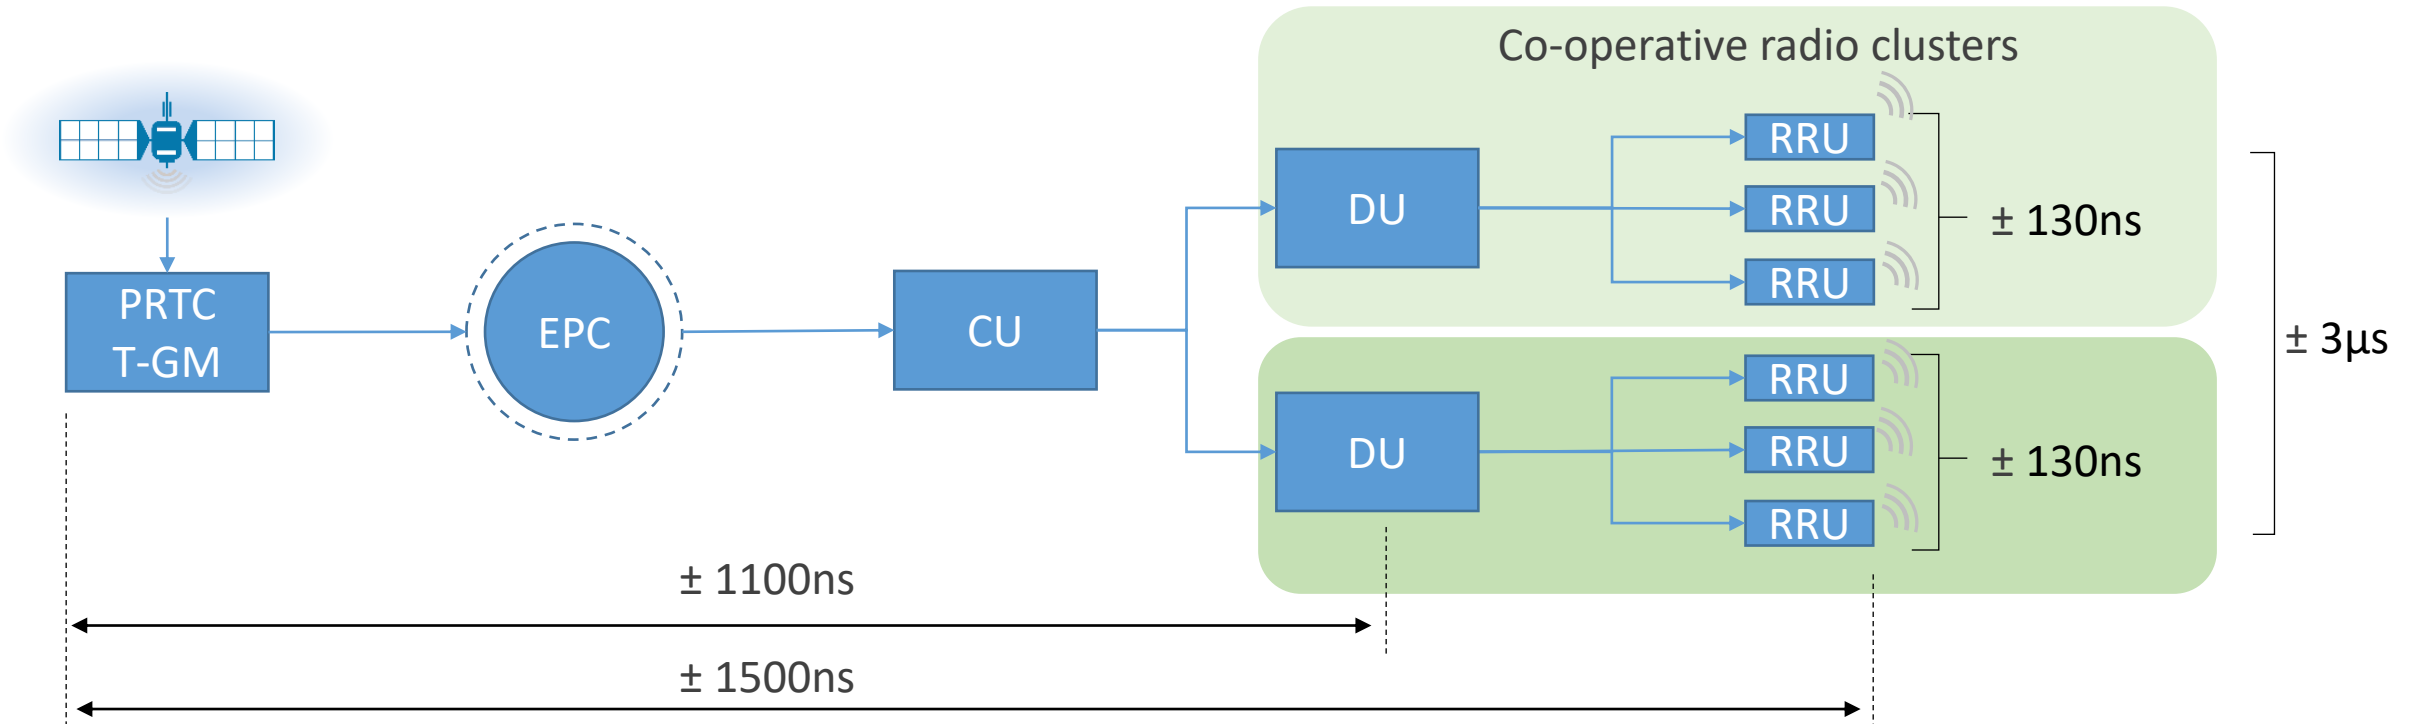 Co-operative radio clusters
PRTC
T-GM
EPC
CU
DU
RRU
RRU
RRU
± 130ns
DU
RRU
RRU
RRU
± 130ns
± 3µs
± 1100ns
± 1500ns